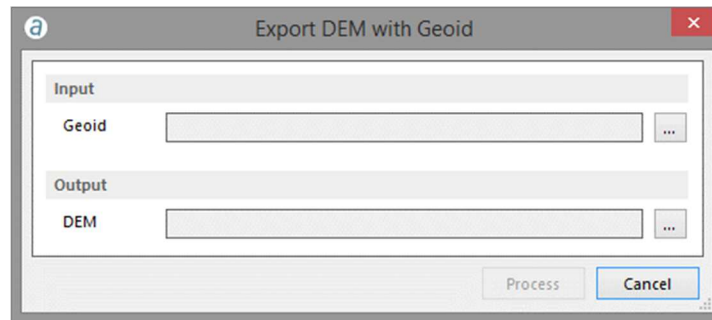 a Export DEM with Geoid ×
Input
Geoid ...
Output
DEM ...
Process Cancel